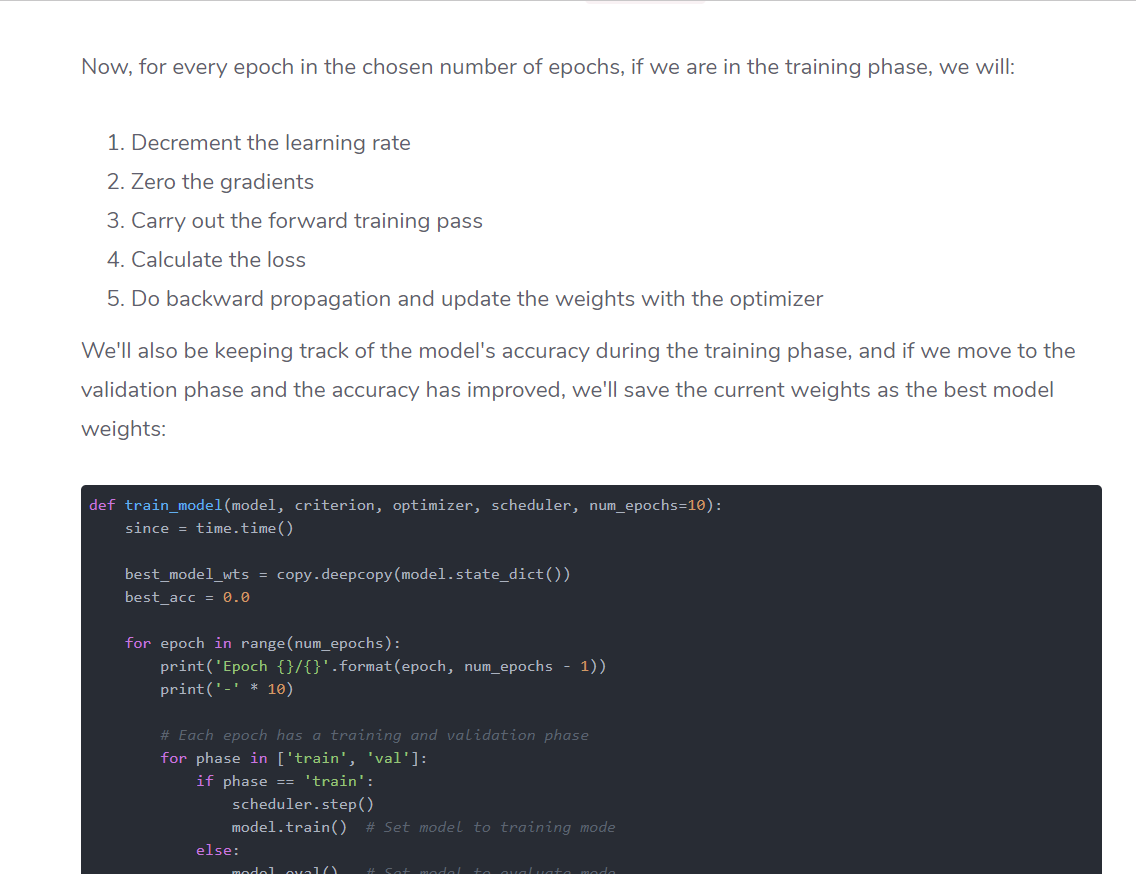 Now, for every epoch in the chosen number of epochs, if we are in the training phase, we will:
1. Decrement the learning rate
2. Zero the gradients
3. Carry out the forward training pass
4. Calculate the loss
5. Do backward propagation and update the weights with the optimizer
We'll also be keeping track of the model's accuracy during the training phase, and if we move to the
validation phase and the accuracy has improved, we'll save the current weights as the best model
weights:
def train_model(model, criterion, optimizer, scheduler, num_epochs=10):
    since = time.time()
    best_model_wts = copy.deepcopy(model.state_dict())
    best_acc = 0.0
    for epoch in range(num_epochs):
        print('Epoch {}/{}'.format(epoch, num_epochs - 1))
        print('-' * 10)
        # Each epoch has a training and validation phase
        for phase in ['train', 'val']:
            if phase == 'train':
                scheduler.step()
                model.train()  # Set model to training mode
            else:
                model.eval()   # Set model to evaluate mode